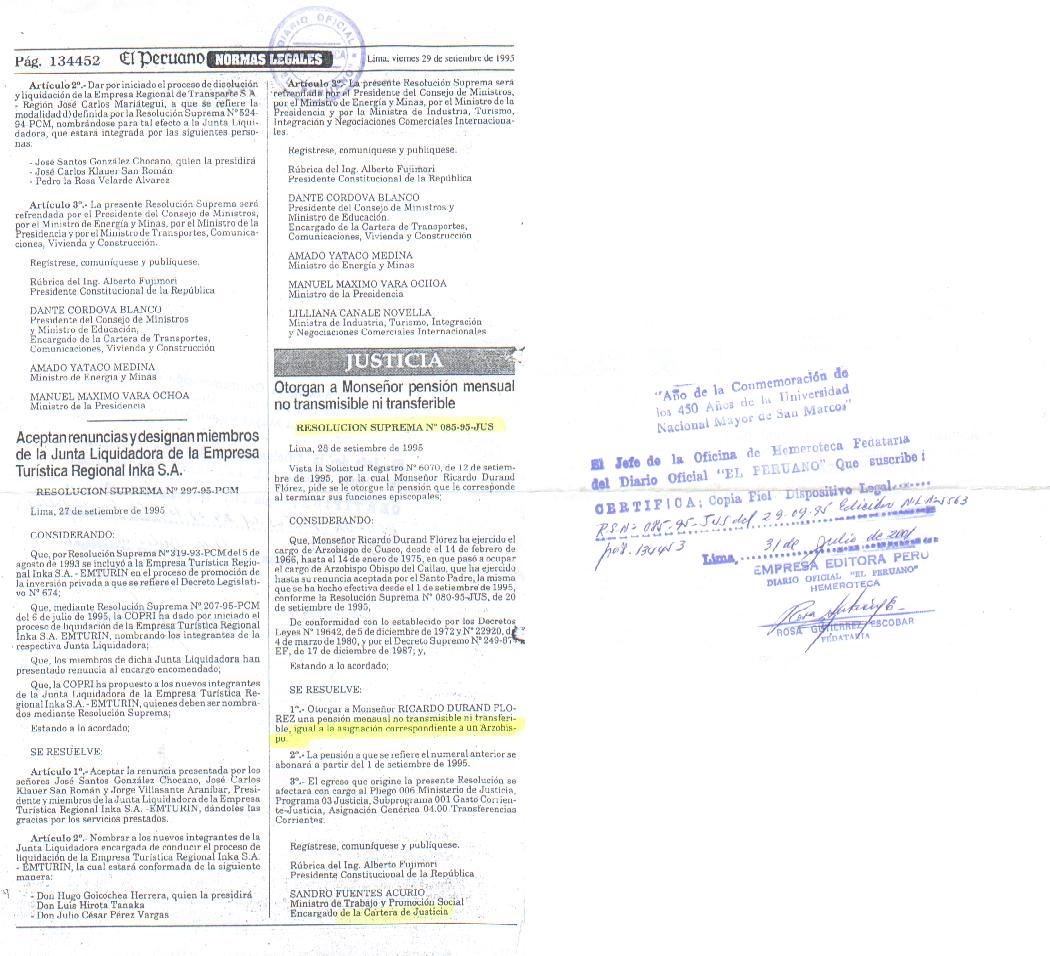 Pág. 134452 El Peruano NORMAS LEGALES Lima, viernes 29 de setiembre de 1995
DIARIO OFICIAL
Artículo 2º.- Dar por iniciado el proceso de disolución
y liquidación de la Empresa Regional de Transporte S.A.
- Región José Carlos Mariátegui, a que se refiere la
modalidad d) definida por la Resolución Suprema Nº 524-
94-PCM, nombrándose para tal efecto a la Junta Liqui-
dadora, que estará integrada por las siguientes perso-
nas:
- José Santos González Chocano, quien la presidirá
- José Carlos Klauer San Román
- Pedro la Rosa Velarde Alvarez
Artículo 3º.- La presente Resolución Suprema será
refrendada por el Presidente del Consejo de Ministros,
por el Ministro de Energía y Minas, por el Ministro de la
Presidencia y por el Ministro de Transportes, Comunica-
ciones, Vivienda y Construcción.
Regístrese, comuníquese y publíquese.
Rúbrica del Ing. Alberto Fujimori
Presidente Constitucional de la República
DANTE CORDOVA BLANCO
Presidente del Consejo de Ministros
y Ministro de Educación,
Encargado de la Cartera de Transportes,
Comunicaciones, Vivienda y Construcción
AMADO YATACO MEDINA
Ministro de Energía y Minas
MANUEL MAXIMO VARA OCHOA
Ministro de la Presidencia
Aceptan renuncias y designan miembros
de la Junta Liquidadora de la Empresa
Turística Regional Inka S.A.
RESOLUCION SUPREMA Nº 297-95-PCM
Lima, 27 de setiembre de 1995
CONSIDERANDO:
Que, por Resolución Suprema Nº 319-93-PCM del 5 de
agosto de 1993 se incluyó a la Empresa Turística Regio-
nal Inka S.A. - EMTURIN en el proceso de promoción de
la inversión privada a que se refiere el Decreto Legislati-
vo Nº 674;
Que, mediante Resolución Suprema Nº 207-95-PCM
del 6 de julio de 1995, la COPRI ha dado por iniciado el
proceso de liquidación de la Empresa Turística Regional
Inka S.A. EMTURIN, nombrando los integrantes de la
respectiva Junta Liquidadora;
Que, los miembros de dicha Junta Liquidadora han
presentado renuncia al encargo encomendado;
Que, la COPRI ha propuesto a los nuevos integrantes
de la Junta Liquidadora de la Empresa Turística Re-
gional Inka S.A. - EMTURIN, quienes deben ser nombra-
dos mediante Resolución Suprema;
Estando a lo acordado;
SE RESUELVE:
Artículo 1º.- Aceptar la renuncia presentada por los
señores José Santos González Chocano, José Carlos
Klauer San Román y Jorge Villasante Araníbar, Presi-
dente y miembros de la Junta Liquidadora de la Empresa
Turística Regional Inka S.A. -EMTURIN, dándoles las
gracias por los servicios prestados.
Artículo 2º.- Nombrar a los nuevos integrantes de la
Junta Liquidadora encargada de conducir el proceso de
liquidación de la Empresa Turística Regional Inka S.A.
- EMTURIN, la cual estará conformada de la siguiente
manera:
- Don Hugo Goicochea Herrera, quien la presidirá
- Don Luis Hirota Tanaka
- Don Julio César Pérez Vargas
Artículo 3º.- La presente Resolución Suprema será
refrendada por el Presidente del Consejo de Ministros,
por el Ministro de Energía y Minas, por el Ministro de la
Presidencia y por la Ministra de Industria, Turismo,
Integración y Negociaciones Comerciales Internaciona-
les.
Regístrese, comuníquese y publíquese.
Rúbrica del Ing. Alberto Fujimori
Presidente Constitucional de la República
DANTE CORDOVA BLANCO
Presidente del Consejo de Ministros y
Ministro de Educación.
Encargado de la Cartera de Transportes,
Comunicaciones, Vivienda y Construcción
AMADO YATACO MEDINA
Ministro de Energía y Minas
MANUEL MAXIMO VARA OCHOA
Ministro de la Presidencia
LILLIANA CANALE NOVELLA
Ministra de Industria, Turismo, Integración
y Negociaciones Comerciales Internacionales
JUSTICIA
Otorgan a Monseñor pensión mensual
no transmisible ni transferible
RESOLUCION SUPREMA Nº 085-95-JUS
Lima, 28 de setiembre de 1995
Vista la Solicitud Registro Nº 6070, de 12 de setiem-
bre de 1995, por la cual Monseñor Ricardo Durand
Flórez, pide se le otorgue la pensión que le corresponde
al terminar sus funciones episcopales;
CONSIDERANDO:
Que, Monseñor Ricardo Durand Flórez ha ejercido el
cargo de Arzobispo de Cusco, desde el 14 de febrero de
1966, hasta el 14 de enero de 1975, en que pasó a ocupar
el cargo de Arzobispo Obispo del Callao, que ha ejercido
hasta su renuncia aceptada por el Santo Padre, la misma
que se ha hecho efectiva desde el 1 de setiembre de 1995,
conforme la Resolución Suprema Nº 080-95-JUS, de 20
de setiembre de 1995,
De conformidad con lo establecido por los Decretos
Leyes Nº 19642, de 5 de diciembre de 1972 y Nº 22920, de
4 de marzo de 1980, y por el Decreto Supremo Nº 249-87-
EF, de 17 de diciembre de 1987; y,
Estando a lo acordado;
SE RESUELVE:
1º.- Otorgar a Monseñor RICARDO DURAND FLO-
REZ una pensión mensual no transmisible ni transferi-
ble, igual a la asignación correspondiente a un Arzobis-
po.
2º.- La pensión a que se refiere el numeral anterior se
abonará a partir del 1 de setiembre de 1995.
3º.- El egreso que origine la presente Resolución se
afectará con cargo al Pliego 006 Ministerio de Justicia,
Programa 03 Justicia, Subprograma 001 Gasto Corrien-
te-Justicia, Asignación Genérica 04.00 Transferencias
Corrientes.
Regístrese, comuníquese y publíquese.
Rúbrica del Ing. Alberto Fujimori
Presidente Constitucional de la República
SANDRO FUENTES ACURIO
Ministro de Trabajo y Promoción Social
Encargado de la Cartera de Justicia
"Año de la Conmemoración de
los 450 Años de la Universidad
Nacional Mayor de San Marcos"
El Jefe de la Oficina de Hemeroteca Fedataria
del Diario Oficial "EL PERUANO" Que suscribe:
CERTIFICA; Copia Fiel Dispositivo Legal
R.S. Nº 085-95-JUS del 29.09.95 Edición N.L. Nº 5563
pág. 134453
Lima, 31 de Julio de 2001
EMPRESA EDITORA PERU
DIARIO OFICIAL "EL PERUANO"
HEMEROTECA
ROSA GUTIERREZ ESCOBAR
FEDATARIA